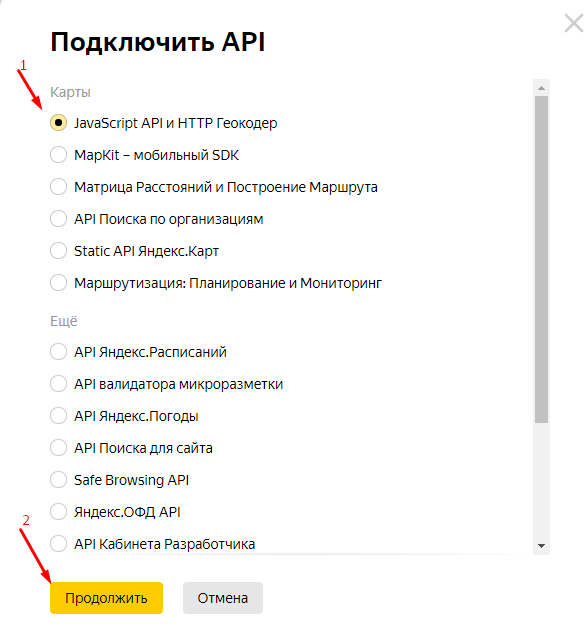 Подключить API
1
Карты
JavaScript API и HTTP Геокодер
MapKit – мобильный SDK
Матрица Расстояний и Построение Маршрута
API Поиска по организациям
Static API Яндекс.Карт
Маршрутизация: Планирование и Мониторинг
Ещё
API Яндекс.Расписаний
API валидатора микроразметки
API Яндекс.Погоды
API Поиска для сайта
Safe Browsing API
Яндекс.ОФД API
2
API Кабинета Разработчика
Продолжить Отмена